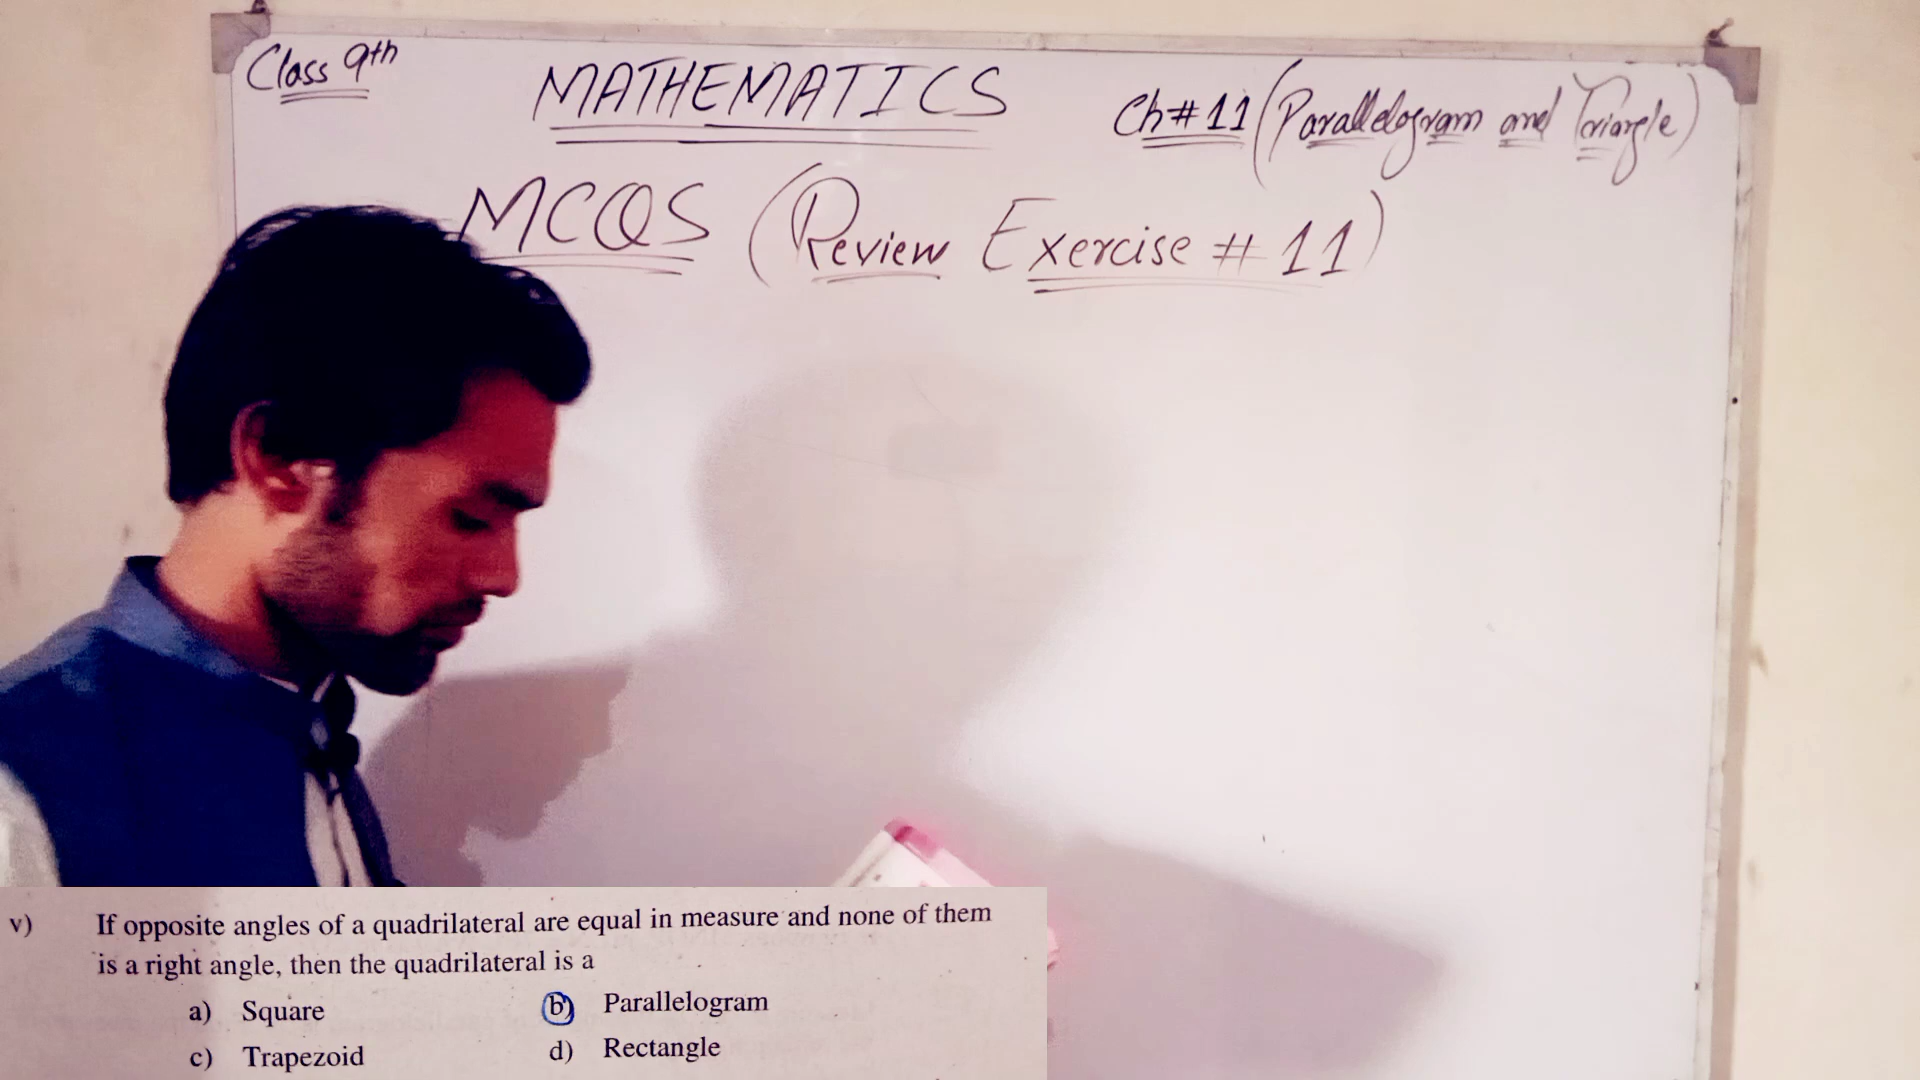 Class 9th
MATHEMATICS
Ch# 11 (Parallelogram and Triangle)
MCQS (Review Exercise # 11)
v) If opposite angles of a quadrilateral are equal in measure and none of them
is a right angle, then the quadrilateral is a
a) Square b) Parallelogram
c) Trapezoid d) Rectangle